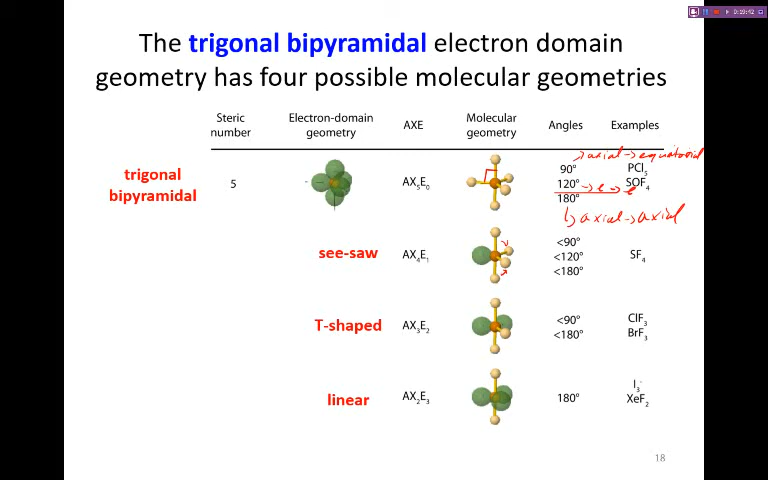 The trigonal bipyramidal electron domain
geometry has four possible molecular geometries
Steric
number
Electron-domain
geometry
AXE
Molecular
geometry
Angles
Examples
trigonal
bipyramidal
5
AX₅E₀
90°
120°
180°
PCl₅
SOF₄
axial → equatorial
→ e → e
↳ axial → axial
see-saw
AX₄E₁
<90°
<120°
<180°
SF₄
T-shaped
AX₃E₂
<90°
<180°
ClF₃
BrF₃
linear
AX₂E₃
180°
I₃⁻
XeF₂
18